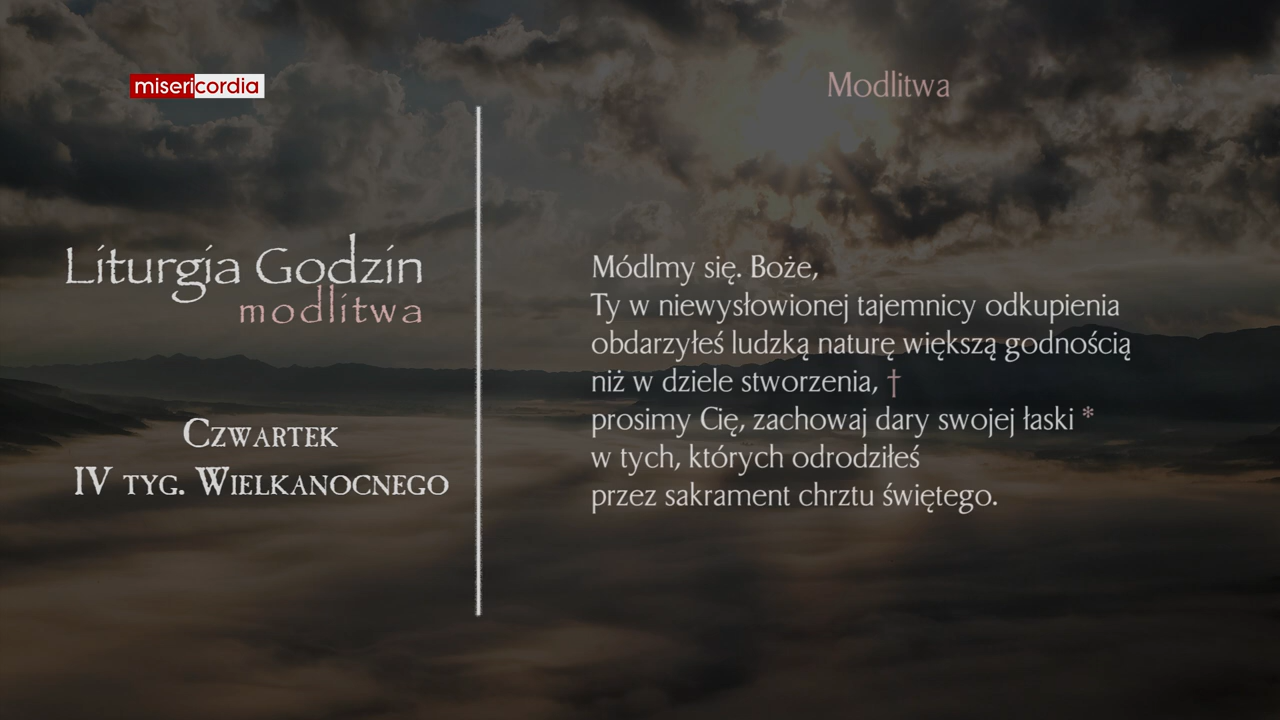 misericordia
Modlitwa
Liturgia Godzin
modlitwa
Czwartek
IV tyg. Wielkanocnego
Módlmy się. Boże,
Ty w niewysłowionej tajemnicy odkupienia
obdarzyłeś ludzką naturę większą godnością
niż w dziele stworzenia, †
prosimy Cię, zachowaj dary swojej łaski *
w tych, których odrodziłeś
przez sakrament chrztu świętego.